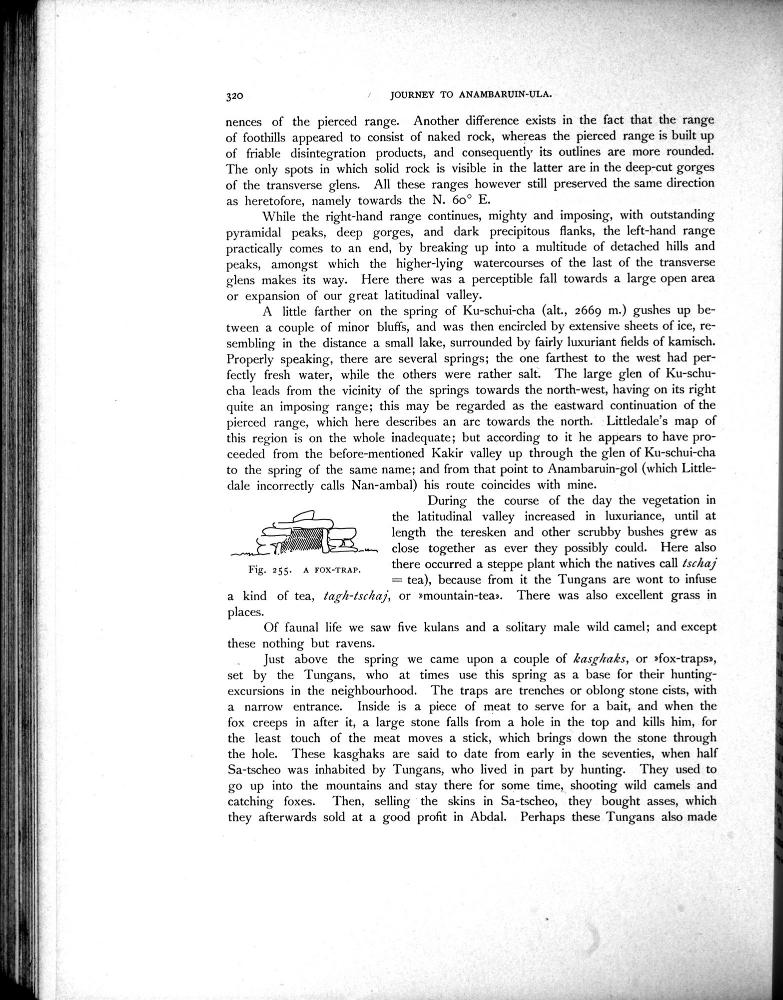 320
JOURNEY TO ANAMBARUIN-ULA.
nences of the pierced range. Another difference exists in the fact that the range
of foothills appeared to consist of naked rock, whereas the pierced range is built up
of friable disintegration products, and consequently its outlines are more rounded.
The only spots in which solid rock is visible in the latter are in the deep-cut gorges
of the transverse glens. All these ranges however still preserved the same direction
as heretofore, namely towards the N. 60° E.
While the right-hand range continues, mighty and imposing, with outstanding
pyramidal peaks, deep gorges, and dark precipitous flanks, the left-hand range
practically comes to an end, by breaking up into a multitude of detached hills and
peaks, amongst which the higher-lying watercourses of the last of the transverse
glens makes its way. Here there was a perceptible fall towards a large open area
or expansion of our great latitudinal valley.
A little farther on the spring of Ku-schui-cha (alt., 2669 m.) gushes up be-
tween a couple of minor bluffs, and was then encircled by extensive sheets of ice, re-
sembling in the distance a small lake, surrounded by fairly luxuriant fields of kamisch.
Properly speaking, there are several springs; the one farthest to the west had per-
fectly fresh water, while the others were rather salt. The large glen of Ku-schu-
cha leads from the vicinity of the springs towards the north-west, having on its right
quite an imposing range; this may be regarded as the eastward continuation of the
pierced range, which here describes an arc towards the north. Littledale's map of
this region is on the whole inadequate; but according to it he appears to have pro-
ceeded from the before-mentioned Kakir valley up through the glen of Ku-schui-cha
to the spring of the same name; and from that point to Anambaruin-gol (which Little-
dale incorrectly calls Nan-ambal) his route coincides with mine.
During the course of the day the vegetation in
the latitudinal valley increased in luxuriance, until at
length the teresken and other scrubby bushes grew as
close together as ever they possibly could. Here also
there occurred a steppe plant which the natives call tschaj
= tea), because from it the Tungans are wont to infuse
Fig. 255. A FOX-TRAP.
a kind of tea, tagh-tschaj, or »mountain-tea». There was also excellent grass in
places.
Of faunal life we saw five kulans and a solitary male wild camel; and except
these nothing but ravens.
Just above the spring we came upon a couple of kasghaks, or »fox-traps»,
set by the Tungans, who at times use this spring as a base for their hunting-
excursions in the neighbourhood. The traps are trenches or oblong stone cists, with
a narrow entrance. Inside is a piece of meat to serve for a bait, and when the
fox creeps in after it, a large stone falls from a hole in the top and kills him, for
the least touch of the meat moves a stick, which brings down the stone through
the hole. These kasghaks are said to date from early in the seventies, when half
Sa-tscheo was inhabited by Tungans, who lived in part by hunting. They used to
go up into the mountains and stay there for some time, shooting wild camels and
catching foxes. Then, selling the skins in Sa-tscheo, they bought asses, which
they afterwards sold at a good profit in Abdal. Perhaps these Tungans also made